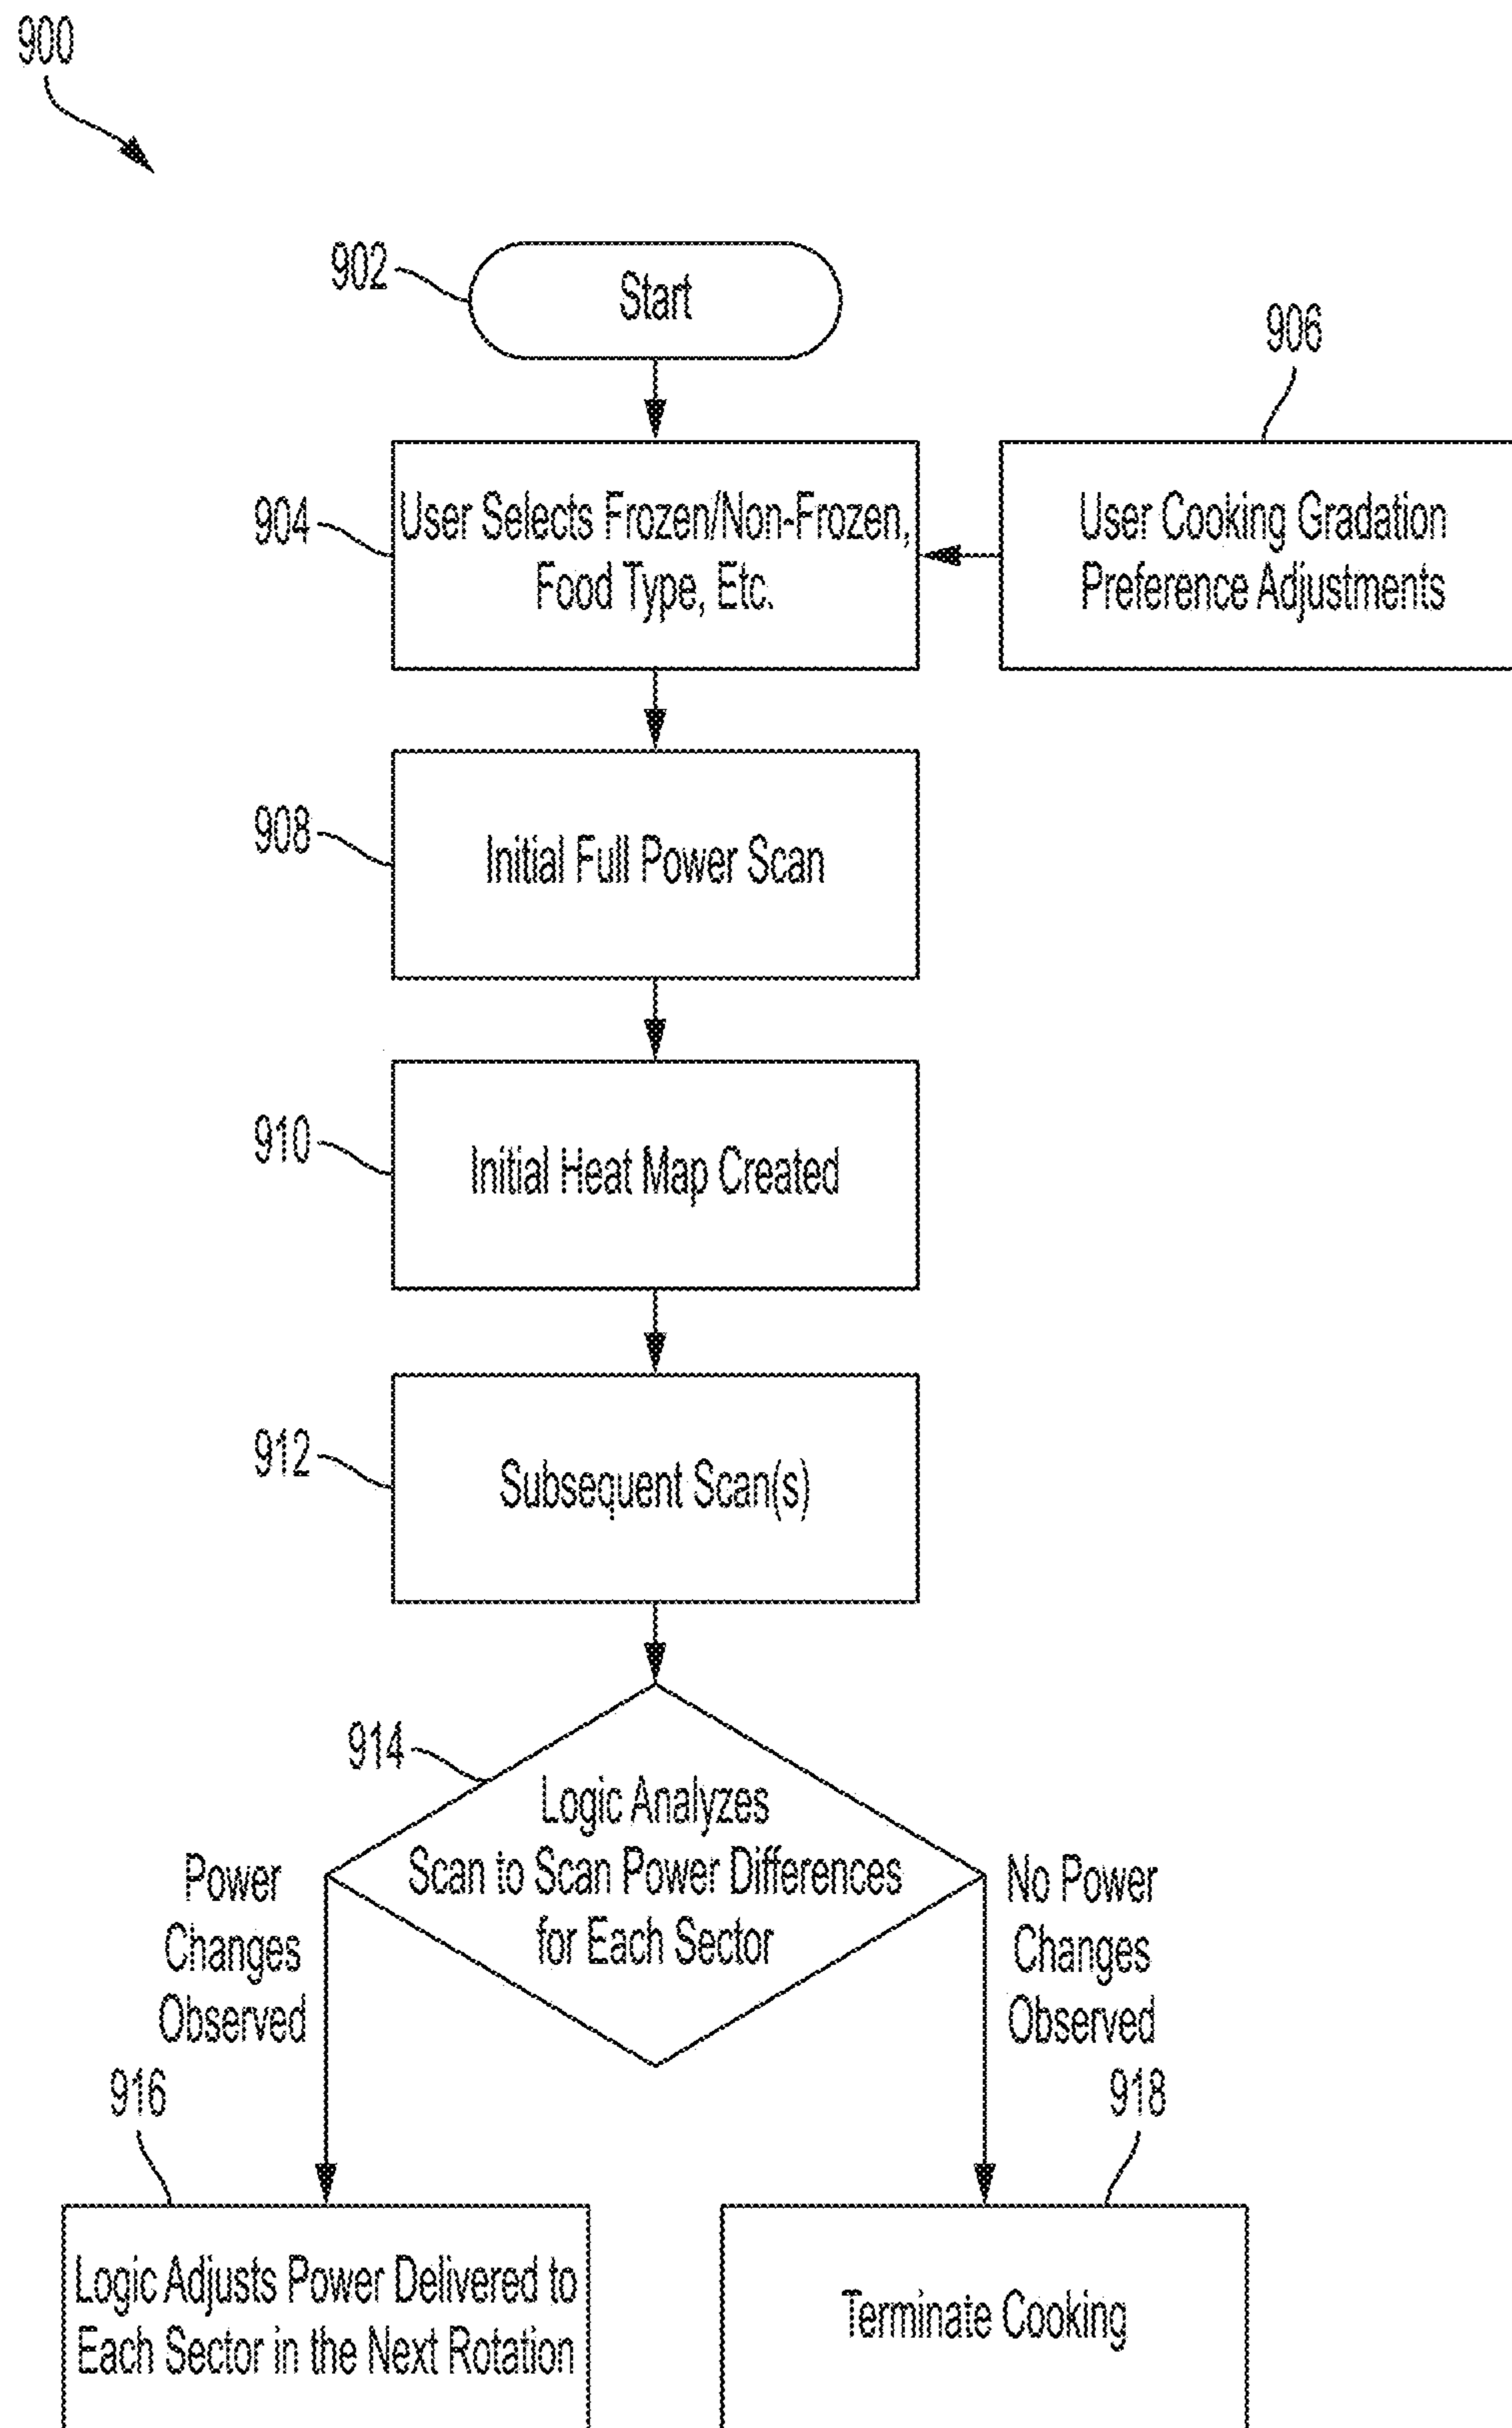 900
902
Start
906
904
User Selects Frozen/Non-Frozen,
Food Type, Etc.
User Cooking Gradation
Preference Adjustments
908
Initial Full Power Scan
910
Initial Heat Map Created
912
Subsequent Scan(s)
914
Logic Analyzes
Scan to Scan Power Differences
for Each Sector
Power
Changes
Observed
No Power
Changes
Observed
916
918
Logic Adjusts Power Delivered to
Each Sector in the Next Rotation
Terminate Cooking